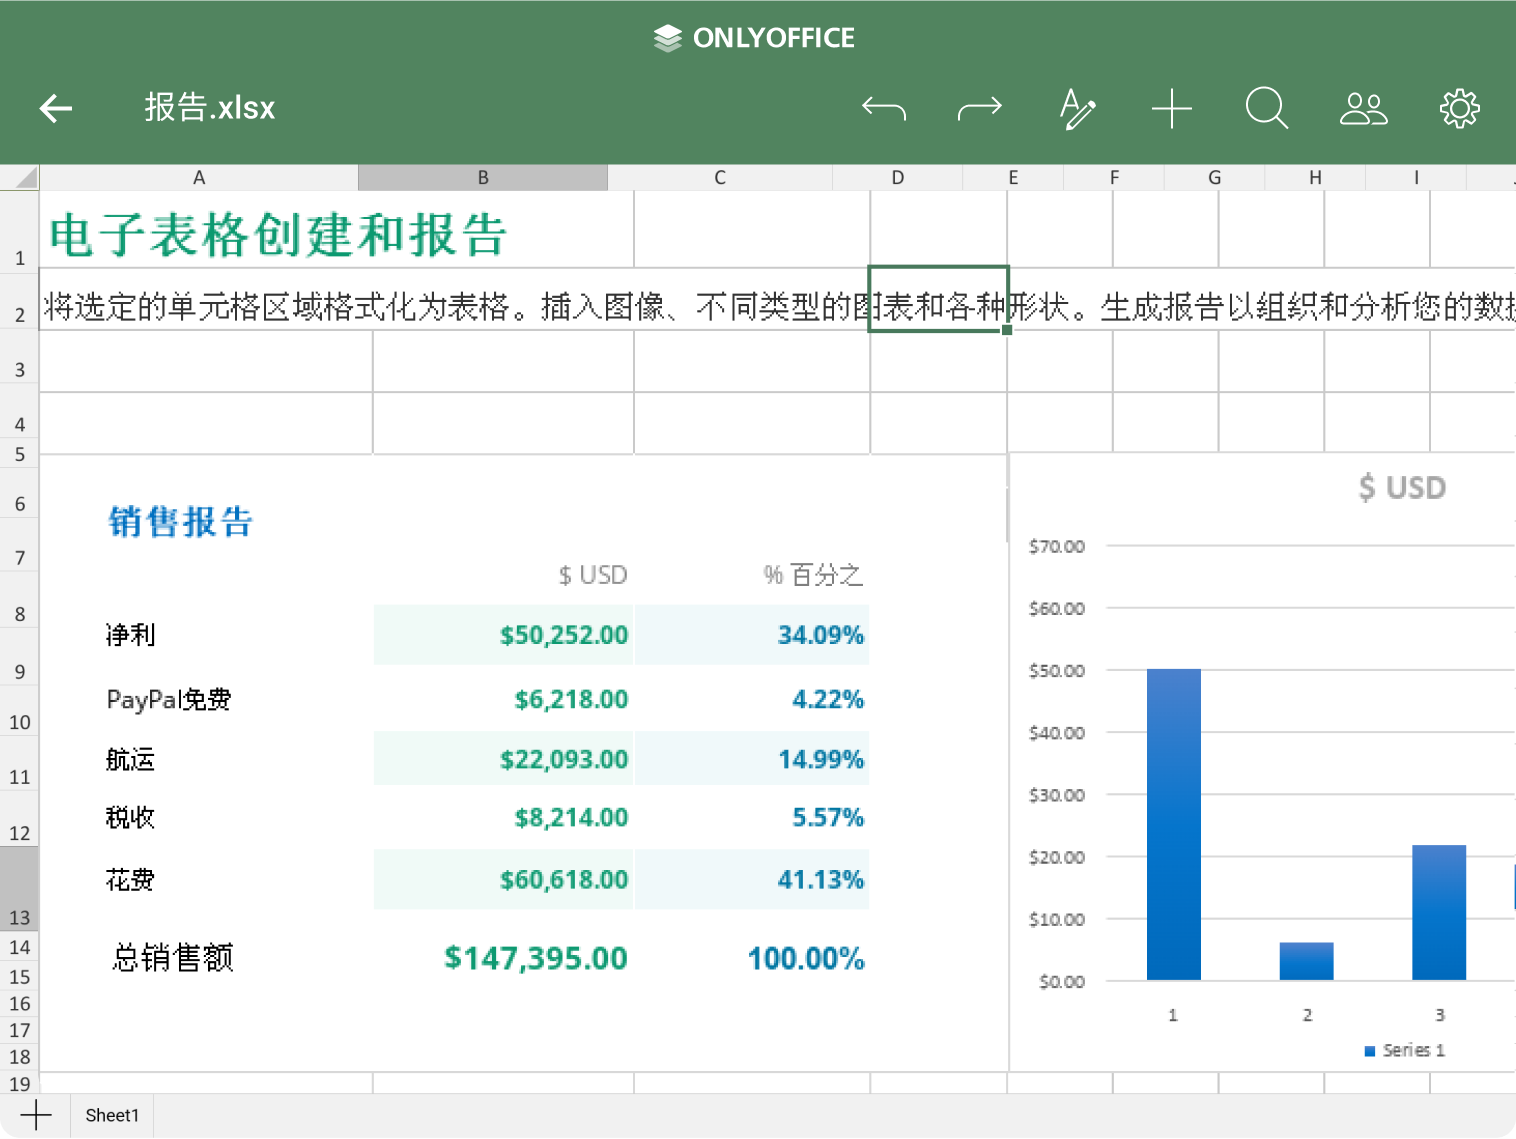 ONLYOFFICE
报告.xlsx
A B C D E F G H I
1 电子表格创建和报告
2 将选定的单元格区域格式化为表格。插入图像、不同类型的图表和各种形状。生成报告以组织和分析您的数据
3
4
5
6 销售报告
7 $ USD % 百分之
8 净利 $50,252.00 34.09%
9
10 PayPal免费 $6,218.00 4.22%
11 航运 $22,093.00 14.99%
12 税收 $8,214.00 5.57%
13 花费 $60,618.00 41.13%
14 总销售额 $147,395.00 100.00%
15
16
17
18
19
$ USD
$70.00
$60.00
$50.00
$40.00
$30.00
$20.00
$10.00
$0.00
1 2 3
Series 1
Sheet1